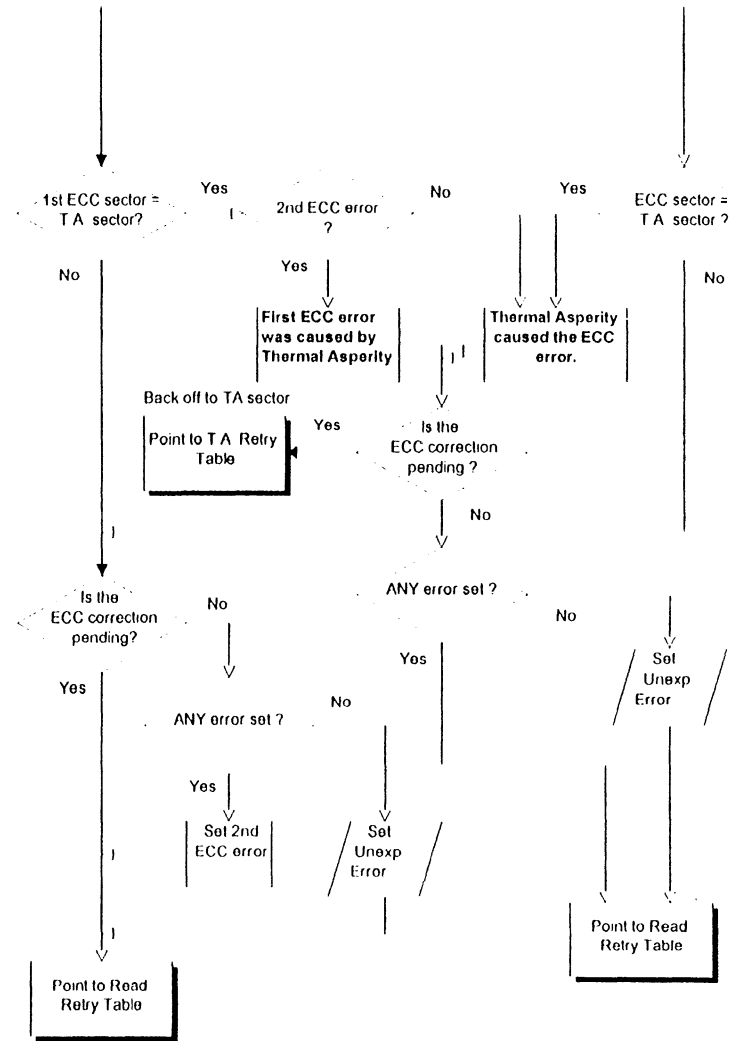 1st ECC sector =
T A sector?
Yes
2nd ECC error
?
No
Yes
ECC sector =
T A sector ?
No
Yes
No
First ECC error
was caused by
Thermal Asperity
Thermal Asperity
caused the ECC
error.
Back off to TA sector
Point to T A Retry
Table
Yes
Is the
ECC correction
pending ?
No
Is the
ECC correction
pending?
No
ANY error set ?
No
Yes
Yes
Set
Unexp
Error
ANY error set ?
No
Yes
Set 2nd
ECC error
Set
Unexp
Error
Point to Read
Retry Table
Point to Read
Retry Table